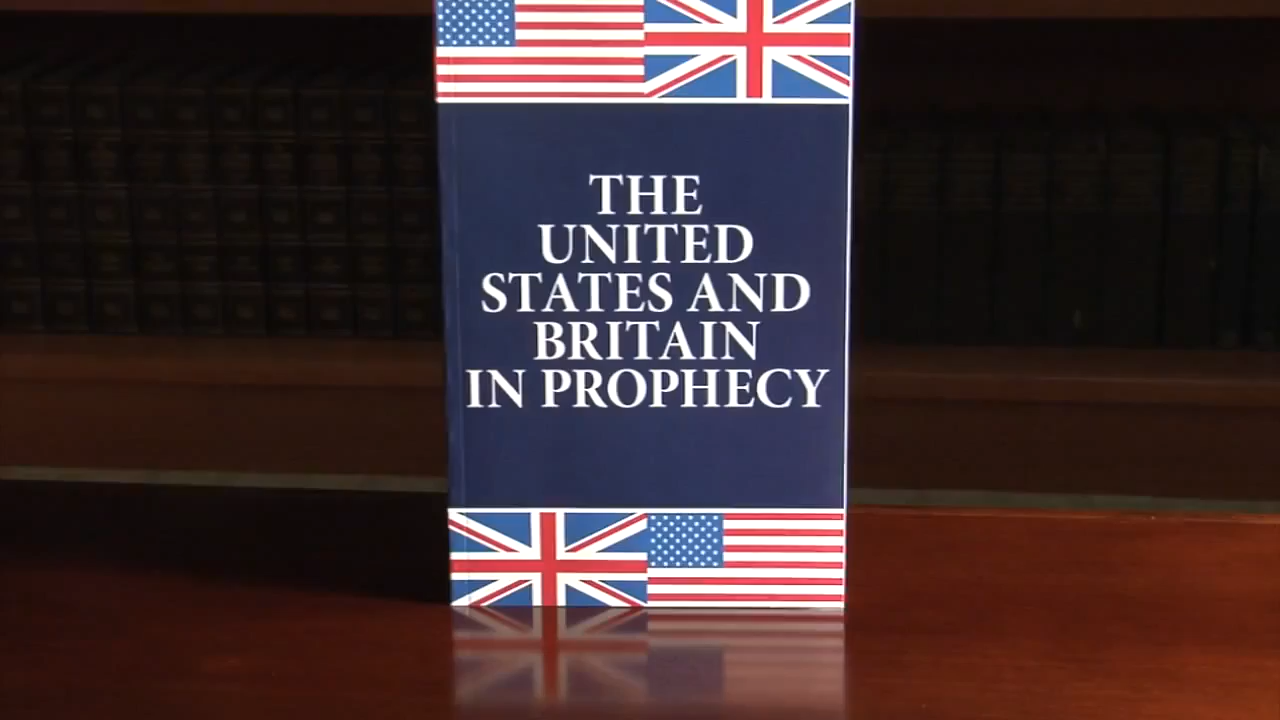 THE
UNITED
STATES AND
BRITAIN
IN PROPHECY